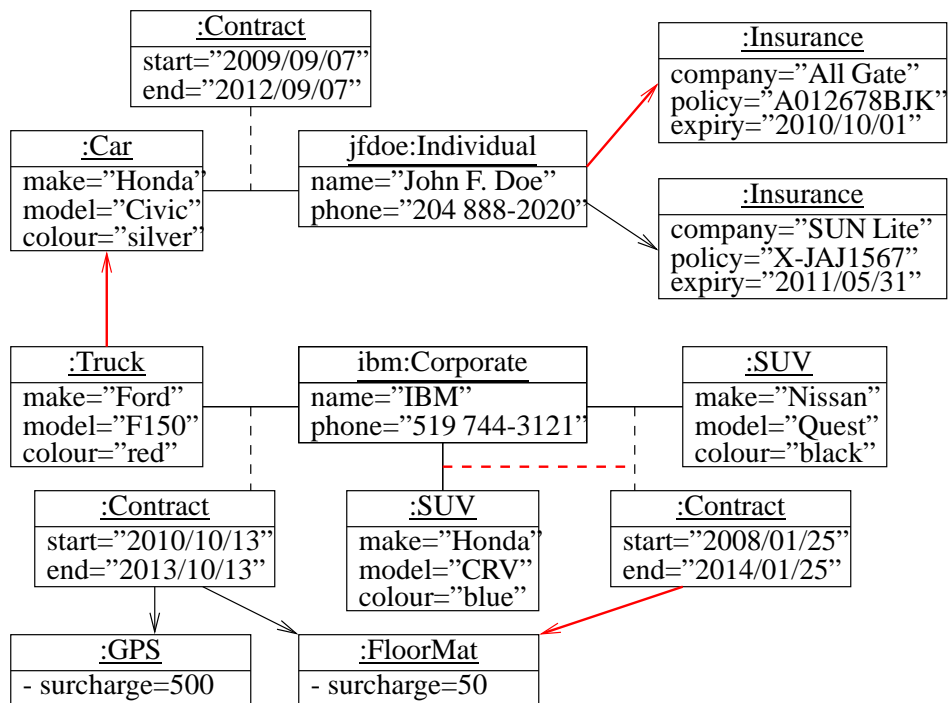 :Contract
start=”2009/09/07”
end=”2012/09/07”
:Insurance
company=”All Gate”
policy=”A012678BJK”
expiry=”2010/10/01”
:Car
make=”Honda”
model=”Civic”
colour=”silver”
jfdoe:Individual
name=”John F. Doe”
phone=”204 888-2020”
:Insurance
company=”SUN Lite”
policy=”X-JAJ1567”
expiry=”2011/05/31”
:Truck
make=”Ford”
model=”F150”
colour=”red”
ibm:Corporate
name=”IBM”
phone=”519 744-3121”
:SUV
make=”Nissan”
model=”Quest”
colour=”black”
:Contract
start=”2010/10/13”
end=”2013/10/13”
:SUV
make=”Honda”
model=”CRV”
colour=”blue”
:Contract
start=”2008/01/25”
end=”2014/01/25”
:GPS
- surcharge=500
:FloorMat
- surcharge=50